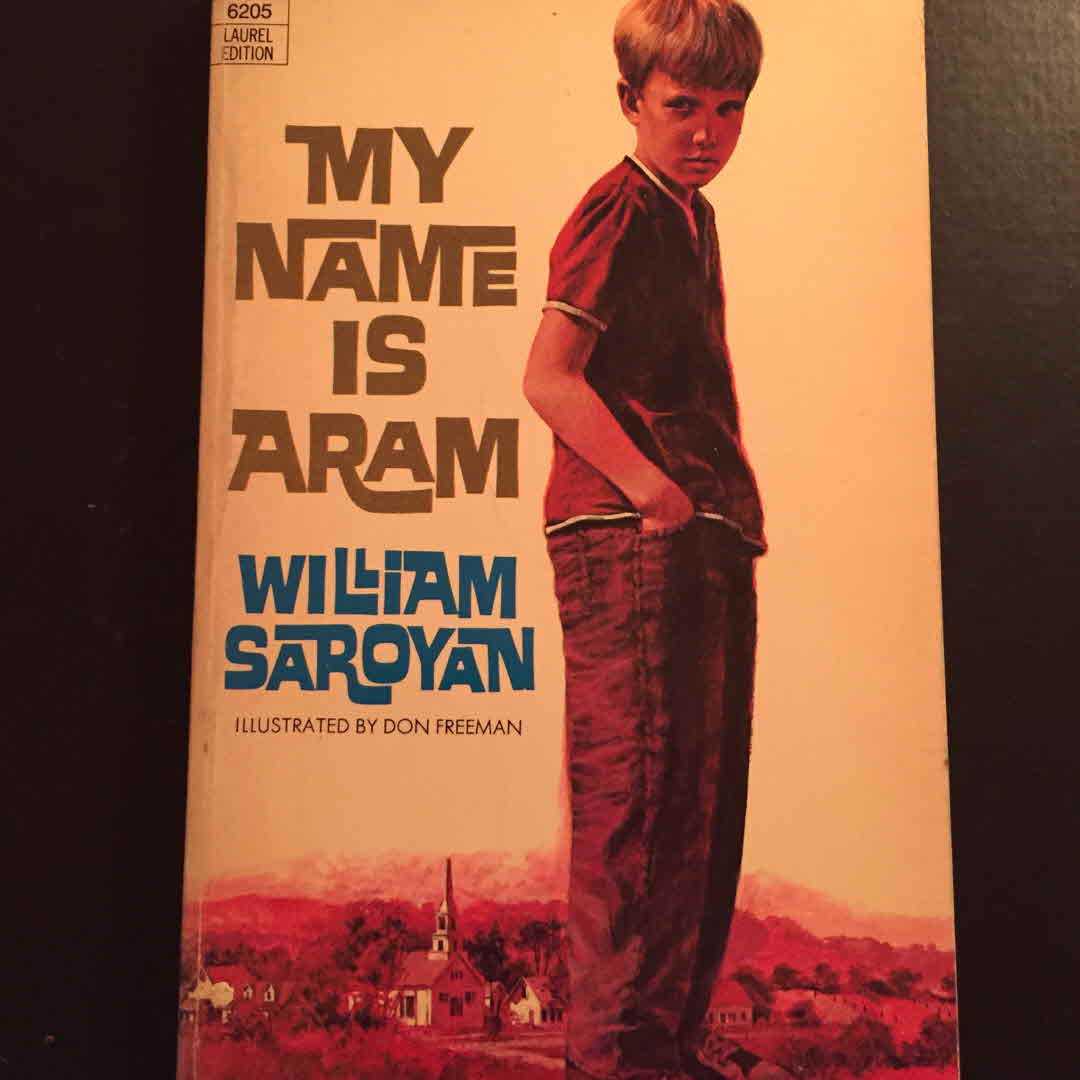 6205
LAUREL
EDITION
MY
NAME
IS
ARAM
WILLIAM
SAROYAN
ILLUSTRATED BY DON FREEMAN